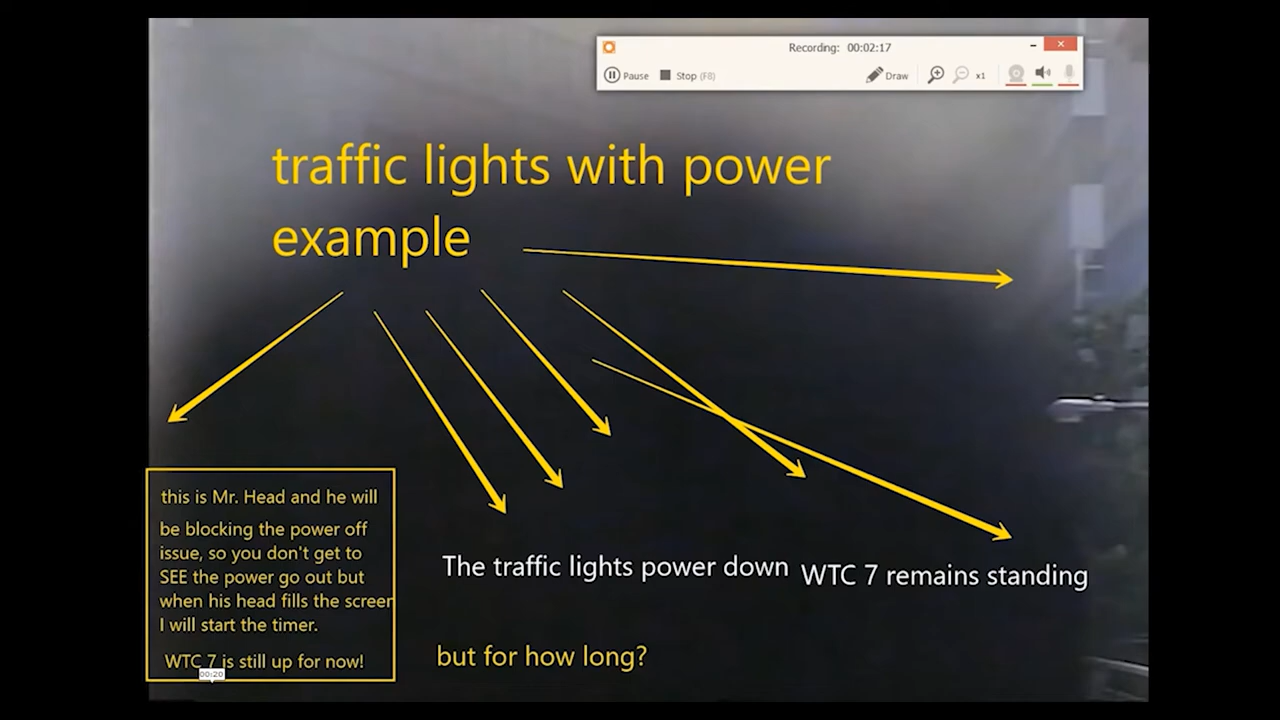 Recording: 00:02:17
Pause Stop (F8) Draw x1
traffic lights with power
example
this is Mr. Head and he will
be blocking the power off
issue, so you don't get to
SEE the power go out but
when his head fills the screen
I will start the timer.
WTC 7 is still up for now!
00:20
The traffic lights power down
WTC 7 remains standing
but for how long?